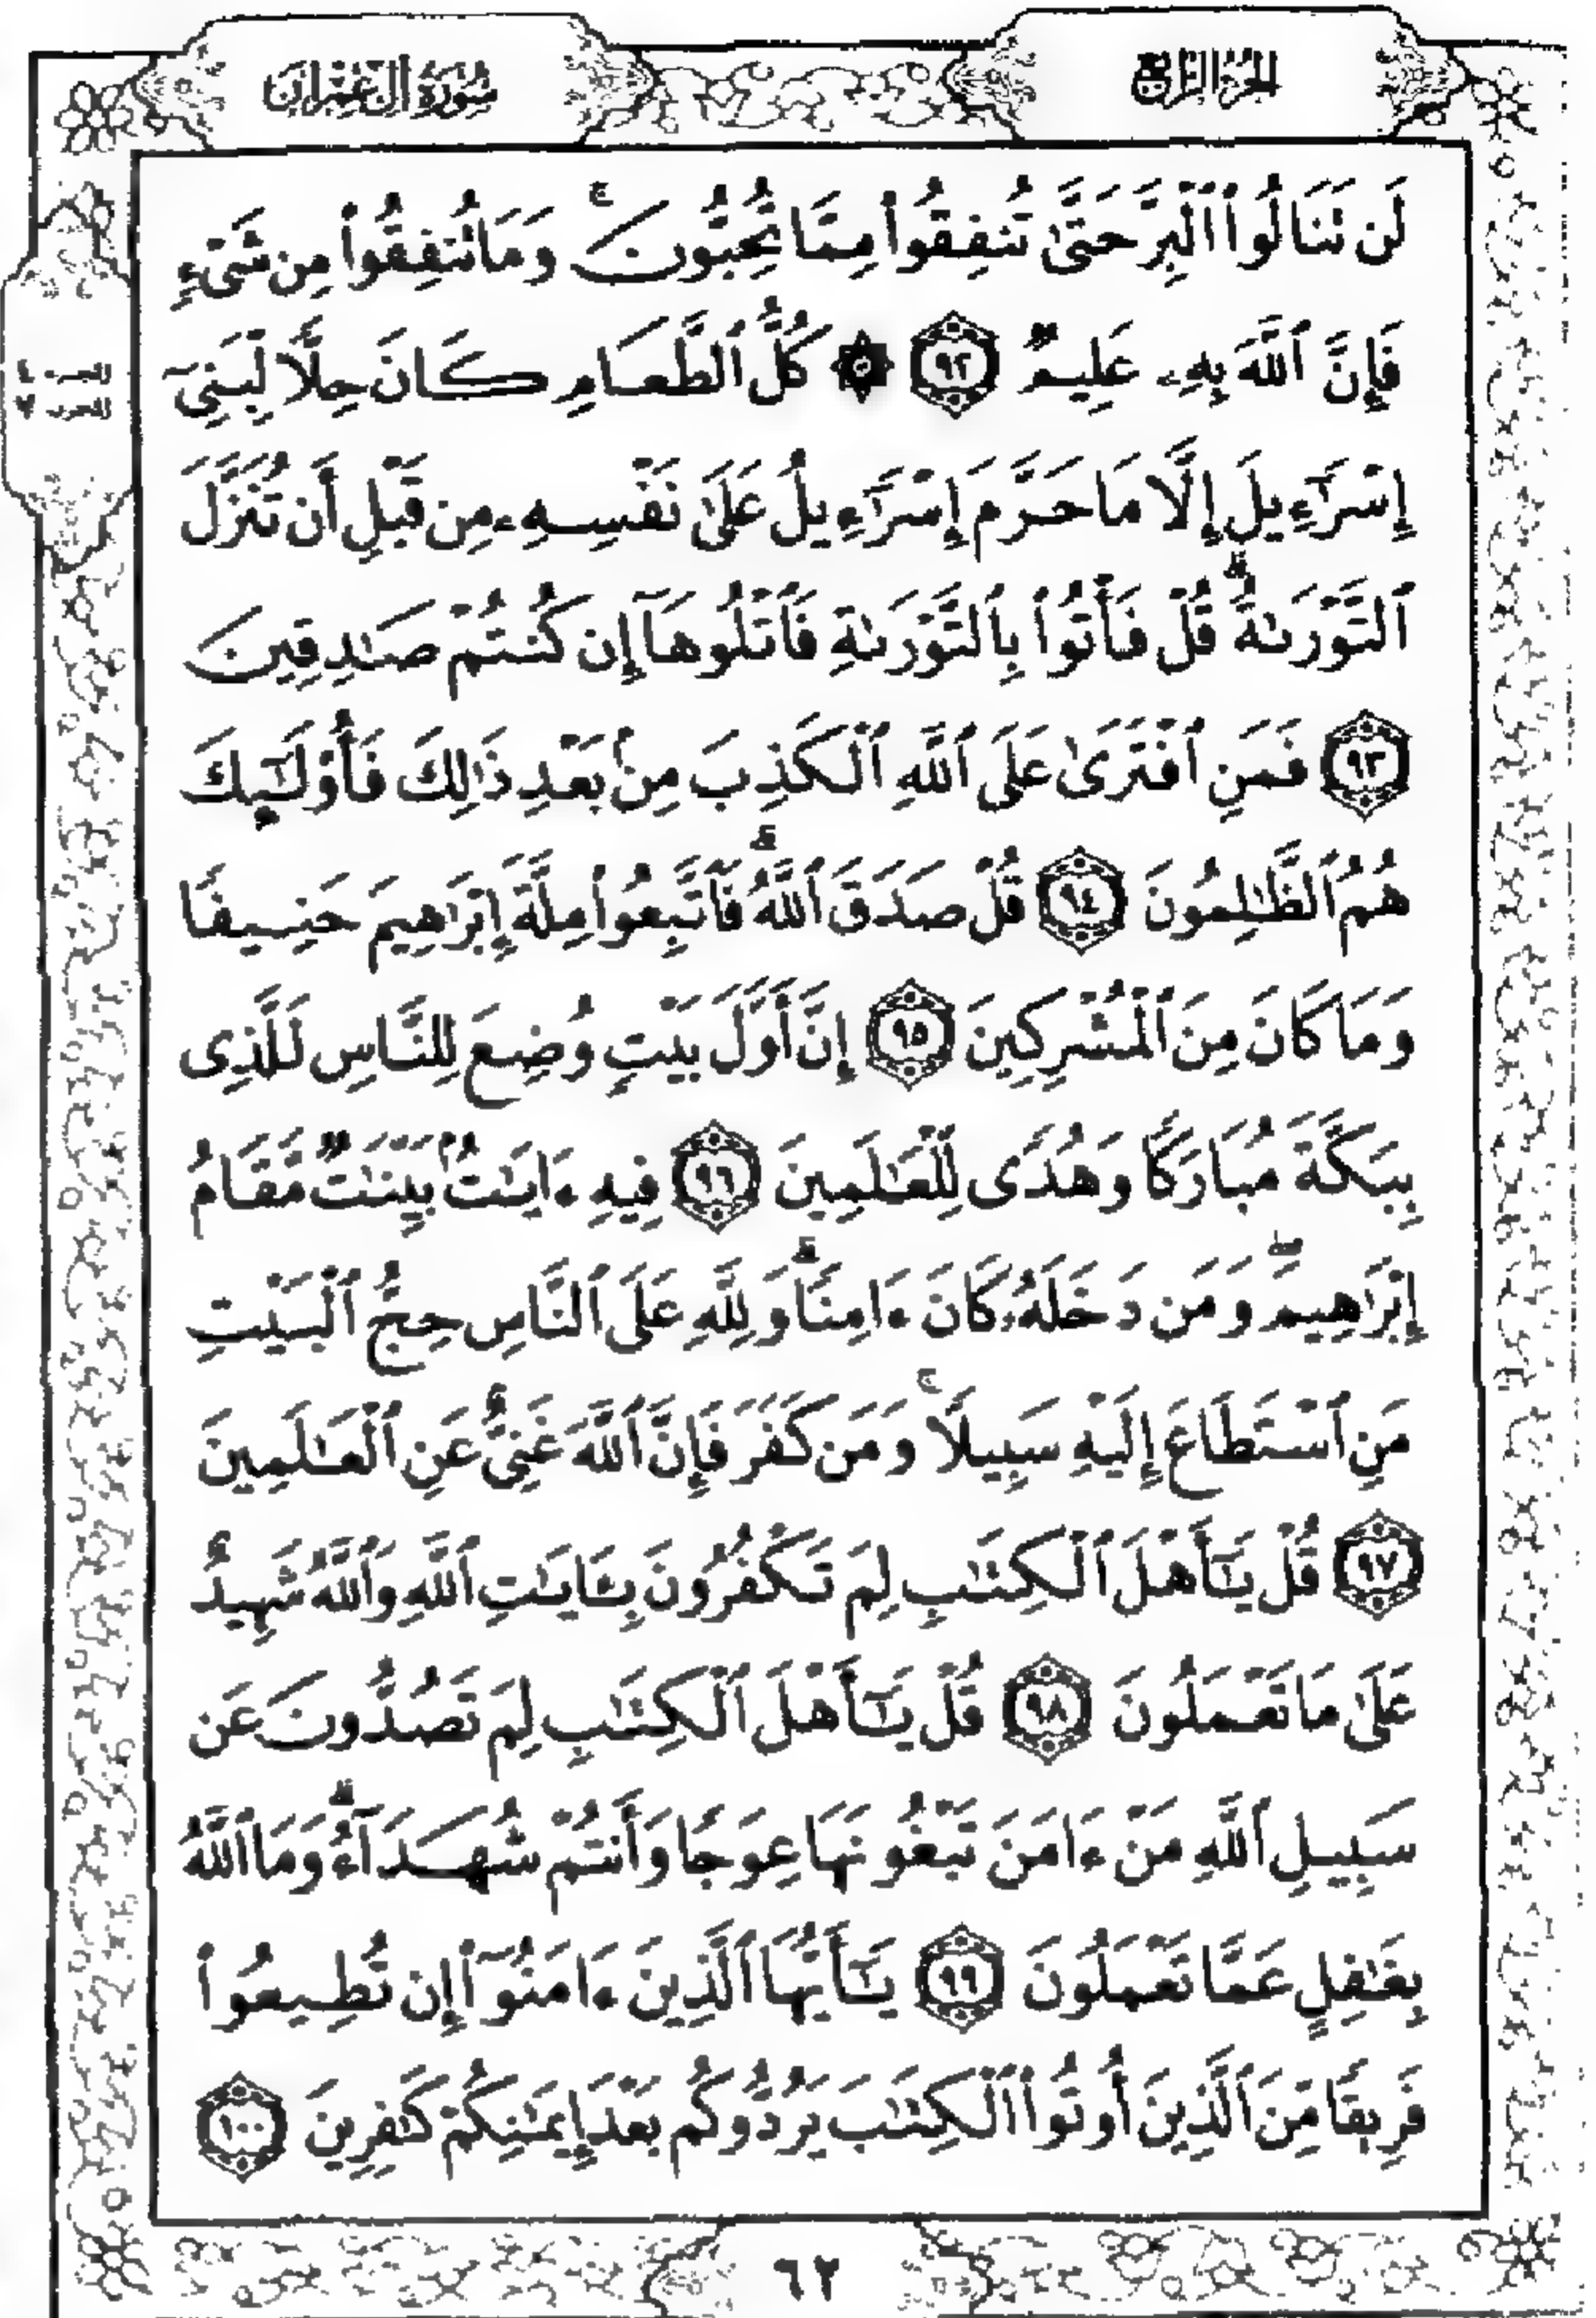 الجزء الرابع
سورة آل عمران
لَن تَنَالُوا۟ ٱلْبِرَّ حَتَّىٰ تُنفِقُوا۟ مِمَّا تُحِبُّونَ ۚ وَمَا تُنفِقُوا۟ مِن شَىْءٍ
فَإِنَّ ٱللَّهَ بِهِۦ عَلِيمٌ ٩٢ ۞ كُلُّ ٱلطَّعَامِ كَانَ حِلًّا لِّبَنِىٓ
إِسْرَٰٓءِيلَ إِلَّا مَا حَرَّمَ إِسْرَٰٓءِيلُ عَلَىٰ نَفْسِهِۦ مِن قَبْلِ أَن تُنَزَّلَ
ٱلتَّوْرَىٰةُ ۗ قُلْ فَأْتُوا۟ بِٱلتَّوْرَىٰةِ فَٱتْلُوهَآ إِن كُنتُمْ صَٰدِقِينَ
٩٣ فَمَنِ ٱفْتَرَىٰ عَلَى ٱللَّهِ ٱلْكَذِبَ مِنۢ بَعْدِ ذَٰلِكَ فَأُو۟لَٰٓئِكَ
هُمُ ٱلظَّٰلِمُونَ ٩٤ قُلْ صَدَقَ ٱللَّهُ ۗ فَٱتَّبِعُوا۟ مِلَّةَ إِبْرَٰهِيمَ حَنِيفًا
وَمَا كَانَ مِنَ ٱلْمُشْرِكِينَ ٩٥ إِنَّ أَوَّلَ بَيْتٍ وُضِعَ لِلنَّاسِ لَلَّذِى
بِبَكَّةَ مُبَارَكًا وَهُدًى لِّلْعَٰلَمِينَ ٩٦ فِيهِ ءَايَٰتٌۢ بَيِّنَٰتٌ مَّقَامُ
إِبْرَٰهِيمَ ۖ وَمَن دَخَلَهُۥ كَانَ ءَامِنًا ۗ وَلِلَّهِ عَلَى ٱلنَّاسِ حِجُّ ٱلْبَيْتِ
مَنِ ٱسْتَطَاعَ إِلَيْهِ سَبِيلًا ۚ وَمَن كَفَرَ فَإِنَّ ٱللَّهَ غَنِىٌّ عَنِ ٱلْعَٰلَمِينَ
٩٧ قُلْ يَٰٓأَهْلَ ٱلْكِتَٰبِ لِمَ تَكْفُرُونَ بِـَٔايَٰتِ ٱللَّهِ وَٱللَّهُ شَهِيدٌ
عَلَىٰ مَا تَعْمَلُونَ ٩٨ قُلْ يَٰٓأَهْلَ ٱلْكِتَٰبِ لِمَ تَصُدُّونَ عَن
سَبِيلِ ٱللَّهِ مَنْ ءَامَنَ تَبْغُونَهَا عِوَجًا وَأَنتُمْ شُهَدَآءُ ۗ وَمَا ٱللَّهُ
بِغَٰفِلٍ عَمَّا تَعْمَلُونَ ٩٩ يَٰٓأَيُّهَا ٱلَّذِينَ ءَامَنُوٓا۟ إِن تُطِيعُوا۟
فَرِيقًا مِّنَ ٱلَّذِينَ أُوتُوا۟ ٱلْكِتَٰبَ يَرُدُّوكُم بَعْدَ إِيمَٰنِكُمْ كَٰفِرِينَ ١٠٠
٦٢